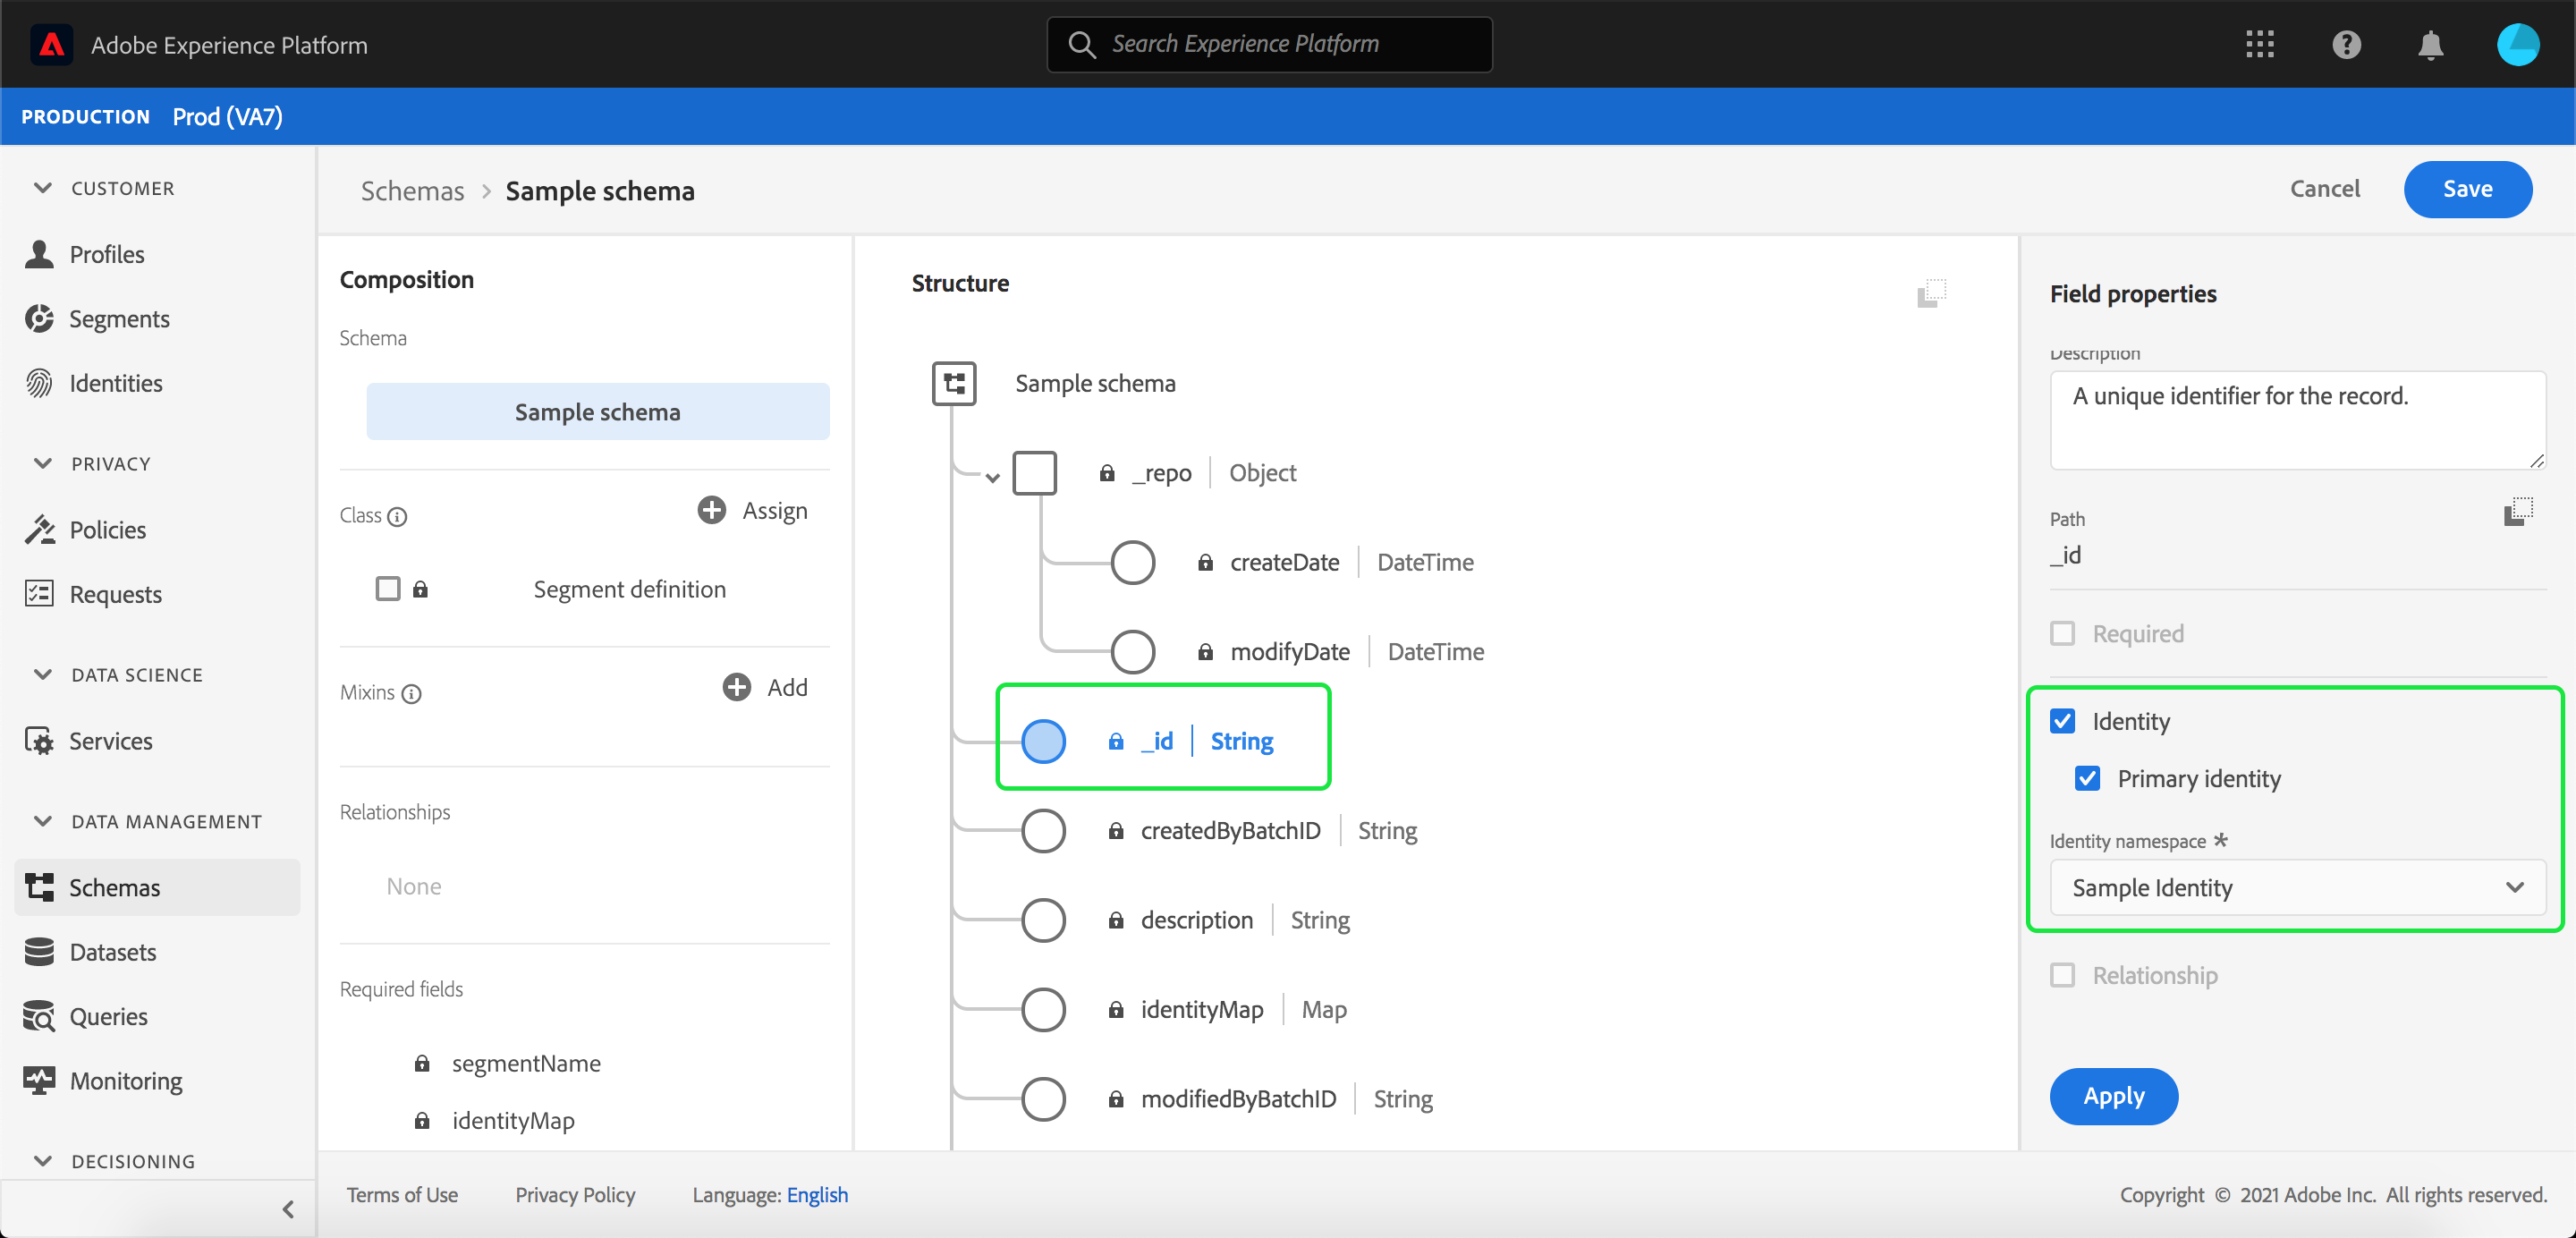 Adobe Experience Platform
Search Experience Platform
PRODUCTION Prod (VA7)
CUSTOMER
Profiles
Segments
Identities
PRIVACY
Policies
Requests
DATA SCIENCE
Services
DATA MANAGEMENT
Schemas
Datasets
Queries
Monitoring
DECISIONING
Schemas > Sample schema
Cancel
Save
Composition
Schema
Sample schema
Class
Assign
Segment definition
Mixins
Add
Relationships
None
Required fields
segmentName
identityMap
Structure
Sample schema
_repo | Object
createDate | DateTime
modifyDate | DateTime
_id | String
createdByBatchID | String
description | String
identityMap | Map
modifiedByBatchID | String
Field properties
Description
A unique identifier for the record.
Path
_id
Required
Identity
Primary identity
Identity namespace *
Sample Identity
Relationship
Apply
Terms of Use
Privacy Policy
Language: English
Copyright © 2021 Adobe Inc. All rights reserved.